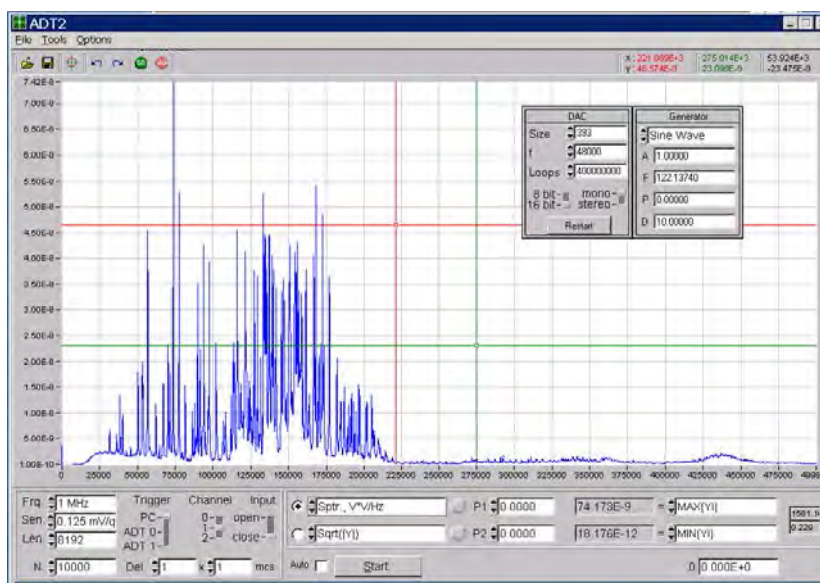 ADT2
File Tools Options
X: 221.089E+3 275.014E+3 53.924E+3
Y: 46.574E-9 23.098E-9 -23.475E-9
7.42E-8
7.00E-8
6.50E-8
6.00E-8
5.50E-8
5.00E-8
4.50E-8
4.00E-8
3.50E-8
3.00E-8
2.50E-8
2.00E-8
1.50E-8
1.00E-8
5.00E-9
1.00E-10
0 25000 50000 75000 100000 125000 150000 175000 200000 225000 250000 275000 300000 325000 350000 375000 400000 425000 450000 4999
DAC
Size 393
f 48000
Loops 400000000
8 bit mono
16 bit stereo
Restart
Generator
Sine Wave
A 1.00000
F 122.13740
P 0.00000
D 10.00000
Frq. 1 MHz
Sen. 0.125 mV/q
Len. 8192
N. 10000
Trigger Channel Input
PC 0 open
ADT 0 1
ADT 1 2 close
Del 1 x 1 mcs
Sptr., V*V/Hz P1 0.0000 74.173E-9 = MAX(Yi)
Sqrt((Y)) P2 0.0000 18.176E-12 = MIN(Yi)
0.229
Auto Start 0.000E+0